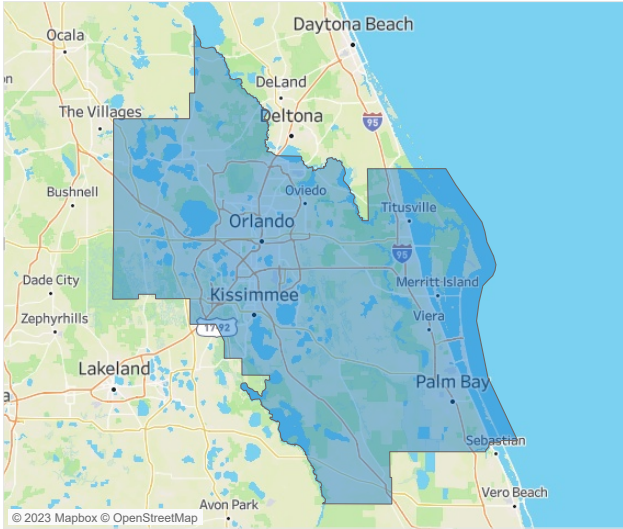 Daytona Beach
Ocala
on
DeLand
The Villages
Deltona
95
Bushnell
Oviedo
Titusville
Orlando
95
Dade City
Merritt Island
Kissimmee
Zephyrhills
17-92
Viera
Lakeland
Palm Bay
a
Sebastian
Vero Beach
Avon Park
© 2023 Mapbox © OpenStreetMap